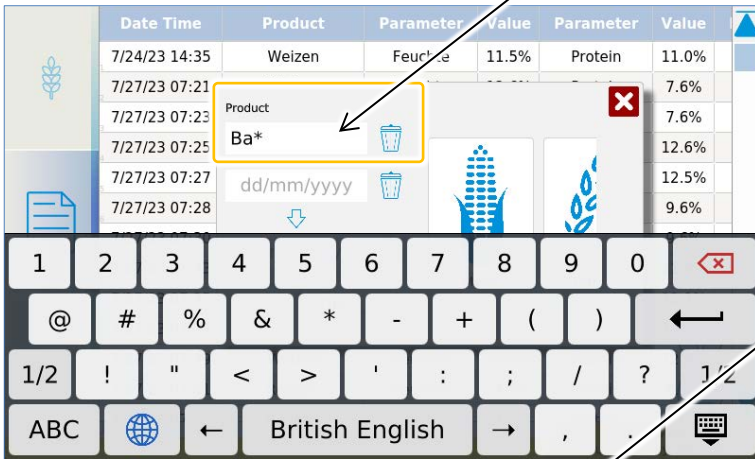 Date Time Product Parameter Value Parameter Value
7/24/23 14:35 Weizen Feuchte 11.5% Protein 11.0%
7/27/23 07:21 7.6%
Product
7/27/23 07:23 7.6%
Ba*
7/27/23 07:25 12.6%
7/27/23 07:27 12.5%
dd/mm/yyyy
7/27/23 07:28 9.6%
1 2 3 4 5 6 7 8 9 0
@ # % & * - + ( )
1/2 ! " < > ' : ; / ? 1/2
ABC ← British English → , .